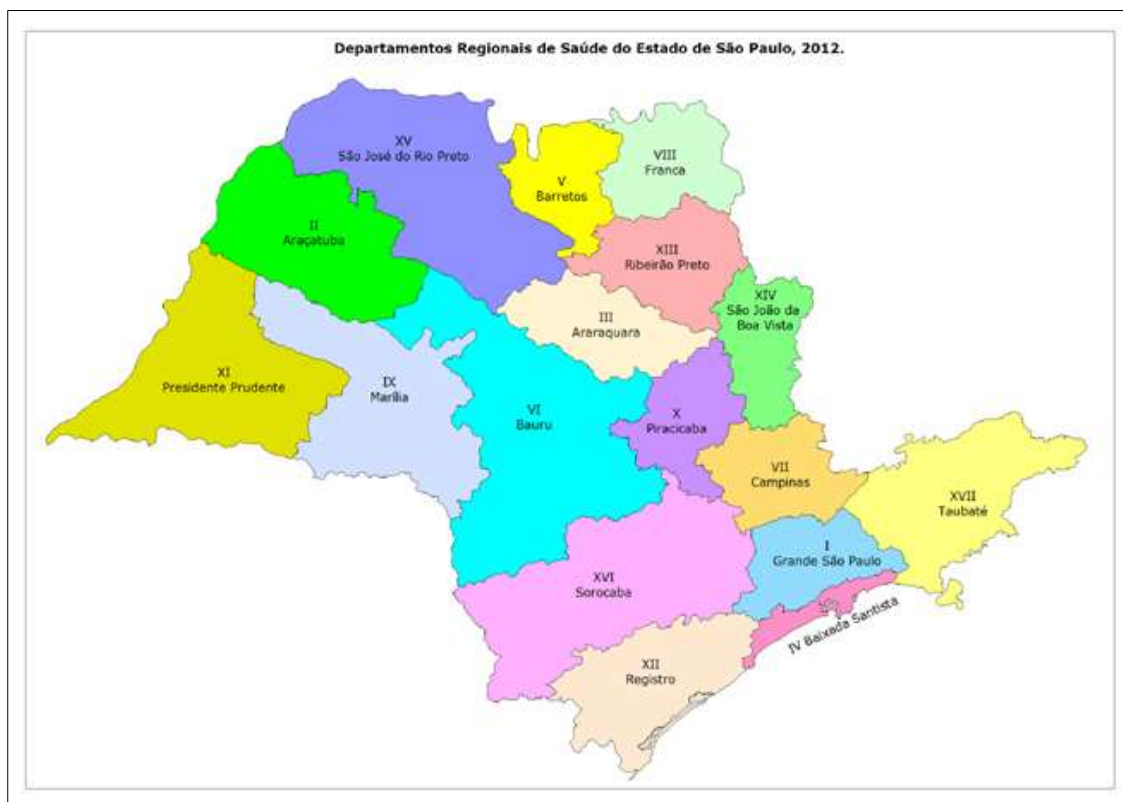 Departamentos Regionais de Saúde do Estado de São Paulo, 2012.
XV
São José do Rio Preto
V
Barretos
VIII
Franca
II
Araçatuba
XIII
Ribeirão Preto
XIV
São João da
Boa Vista
III
Araraquara
XI
Presidente Prudente
IX
Marília
VI
Bauru
X
Piracicaba
VII
Campinas
XVII
Taubaté
I
Grande São Paulo
XVI
Sorocaba
IV Baixada Santista
XII
Registro